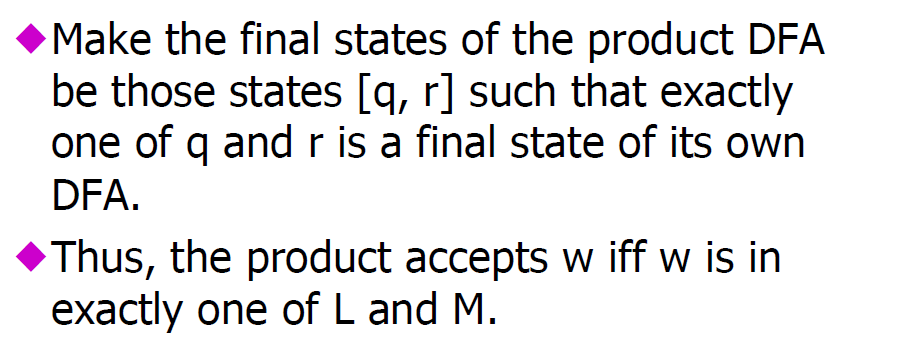 Make the final states of the product DFA
be those states [q, r] such that exactly
one of q and r is a final state of its own
DFA.
Thus, the product accepts w iff w is in
exactly one of L and M.